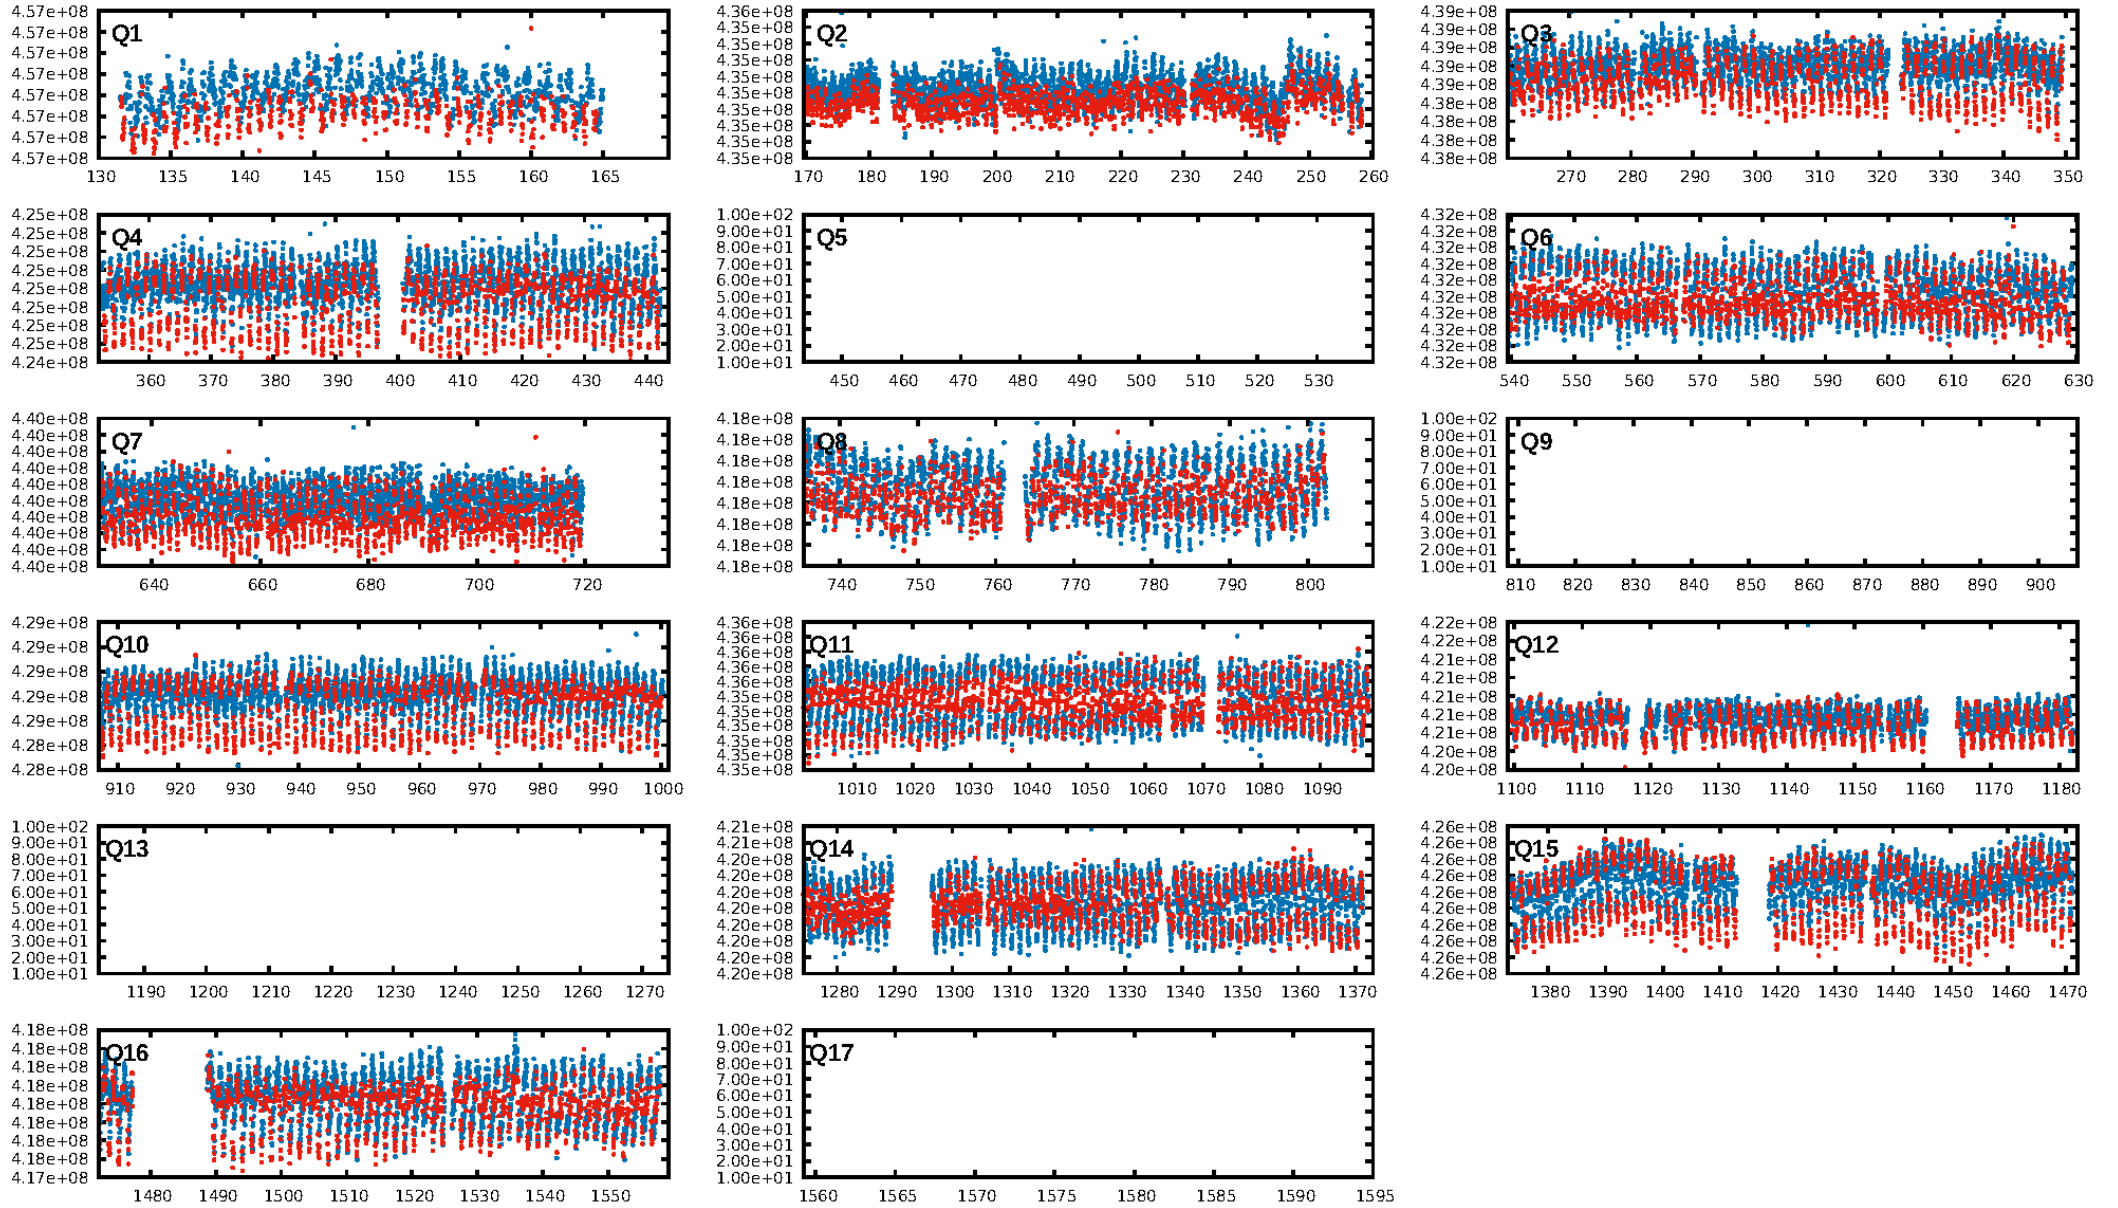 4.57e+08
4.57e+08
4.57e+08
4.57e+08
4.57e+08
4.57e+08
4.57e+08
4.57e+08
Q1
130 135 140 145 150 155 160 165
4.36e+08
4.35e+08
4.35e+08
4.35e+08
4.35e+08
4.35e+08
4.35e+08
4.35e+08
4.35e+08
4.35e+08
Q2
170 180 190 200 210 220 230 240 250 260
4.39e+08
4.39e+08
4.39e+08
4.39e+08
4.39e+08
4.38e+08
4.38e+08
4.38e+08
4.38e+08
Q3
270 280 290 300 310 320 330 340 350
4.25e+08
4.25e+08
4.25e+08
4.25e+08
4.25e+08
4.25e+08
4.25e+08
4.25e+08
4.24e+08
Q4
360 370 380 390 400 410 420 430 440
1.00e+02
9.00e+01
8.00e+01
7.00e+01
6.00e+01
5.00e+01
4.00e+01
3.00e+01
2.00e+01
1.00e+01
Q5
450 460 470 480 490 500 510 520 530
4.32e+08
4.32e+08
4.32e+08
4.32e+08
4.32e+08
4.32e+08
4.32e+08
4.32e+08
4.32e+08
4.32e+08
Q6
540 550 560 570 580 590 600 610 620 630
4.40e+08
4.40e+08
4.40e+08
4.40e+08
4.40e+08
4.40e+08
4.40e+08
4.40e+08
4.40e+08
4.40e+08
Q7
640 660 680 700 720
4.18e+08
4.18e+08
4.18e+08
4.18e+08
4.18e+08
4.18e+08
4.18e+08
4.18e+08
Q8
740 750 760 770 780 790 800
1.00e+02
9.00e+01
8.00e+01
7.00e+01
6.00e+01
5.00e+01
4.00e+01
3.00e+01
2.00e+01
1.00e+01
Q9
810 820 830 840 850 860 870 880 890 900
4.29e+08
4.29e+08
4.29e+08
4.29e+08
4.29e+08
4.28e+08
4.28e+08
Q10
910 920 930 940 950 960 970 980 990 1000
4.36e+08
4.36e+08
4.36e+08
4.36e+08
4.36e+08
4.35e+08
4.35e+08
4.35e+08
4.35e+08
4.35e+08
4.35e+08
Q11
1010 1020 1030 1040 1050 1060 1070 1080 1090
4.22e+08
4.22e+08
4.21e+08
4.21e+08
4.21e+08
4.21e+08
4.21e+08
4.20e+08
4.20e+08
Q12
1100 1110 1120 1130 1140 1150 1160 1170 1180
1.00e+02
9.00e+01
8.00e+01
7.00e+01
6.00e+01
5.00e+01
4.00e+01
3.00e+01
2.00e+01
1.00e+01
Q13
1190 1200 1210 1220 1230 1240 1250 1260 1270
4.21e+08
4.21e+08
4.20e+08
4.20e+08
4.20e+08
4.20e+08
4.20e+08
4.20e+08
4.20e+08
4.20e+08
Q14
1280 1290 1300 1310 1320 1330 1340 1350 1360 1370
4.26e+08
4.26e+08
4.26e+08
4.26e+08
4.26e+08
4.26e+08
4.26e+08
4.26e+08
4.26e+08
4.26e+08
Q15
1380 1390 1400 1410 1420 1430 1440 1450 1460 1470
4.18e+08
4.18e+08
4.18e+08
4.18e+08
4.18e+08
4.18e+08
4.18e+08
4.18e+08
4.17e+08
Q16
1480 1490 1500 1510 1520 1530 1540 1550
1.00e+02
9.00e+01
8.00e+01
7.00e+01
6.00e+01
5.00e+01
4.00e+01
3.00e+01
2.00e+01
1.00e+01
Q17
1560 1565 1570 1575 1580 1585 1590 1595